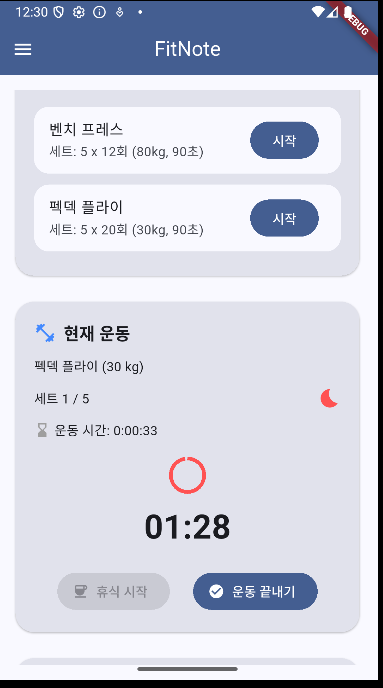 12:30
DEBUG
FitNote
벤치 프레스
세트: 5 x 12회 (80kg, 90초)
시작
펙덱 플라이
세트: 5 x 20회 (30kg, 90초)
시작
현재 운동
펙덱 플라이 (30 kg)
세트 1 / 5
운동 시간: 0:00:33
01:28
휴식 시작
운동 끝내기